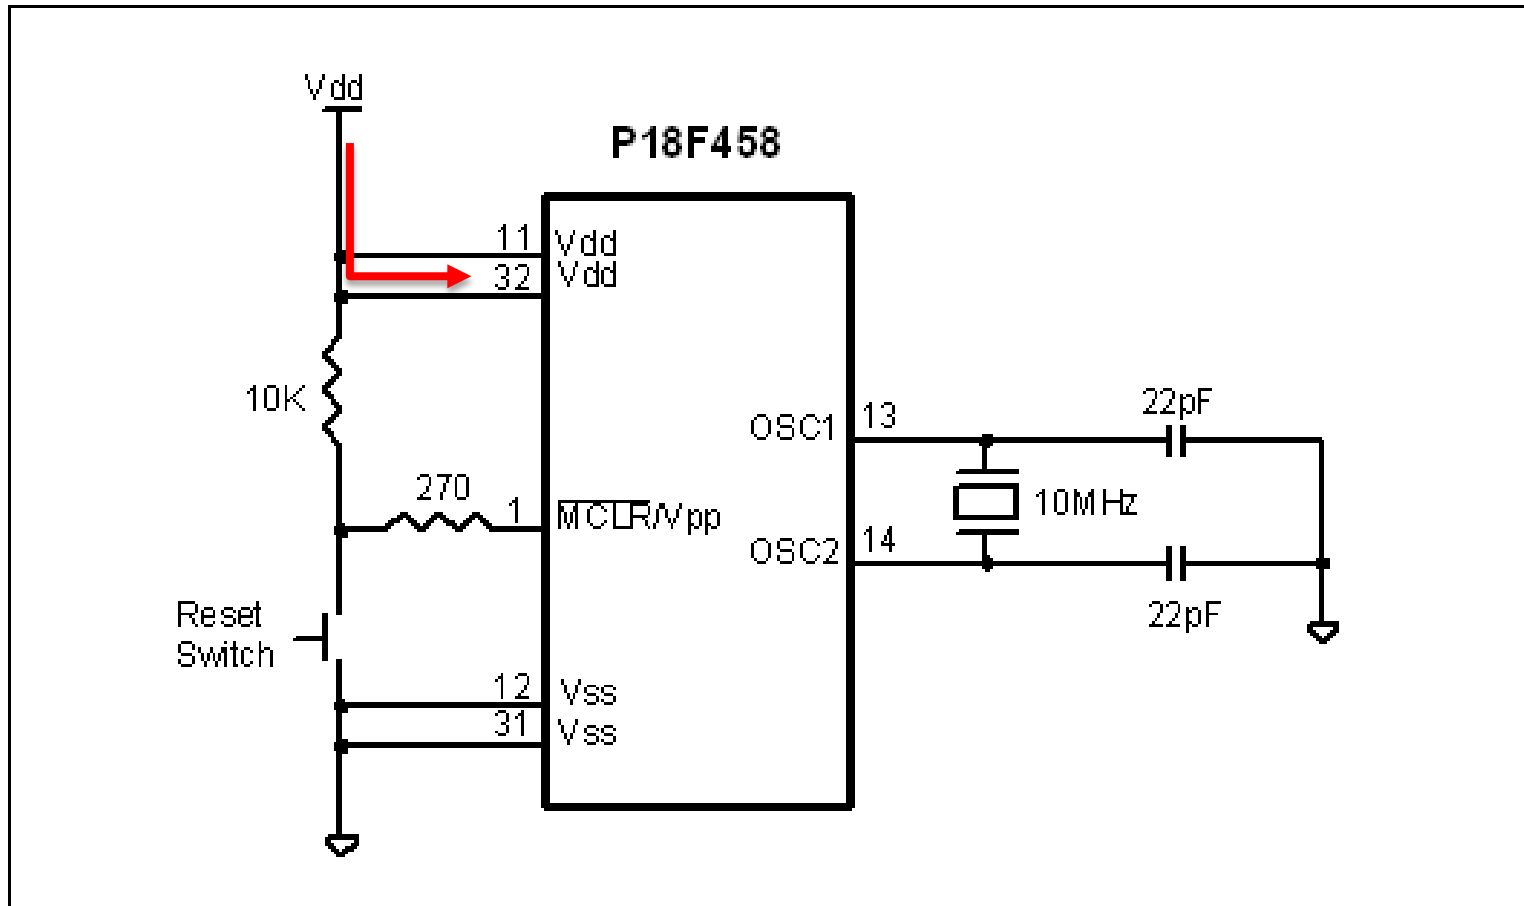 Vdd
P18F458
11
Vdd
32
Vdd
10K
22pF
OSC1
13
270
1
MCLR/Vpp
10MHz
OSC2
14
Reset
Switch
22pF
12
Vss
31
Vss